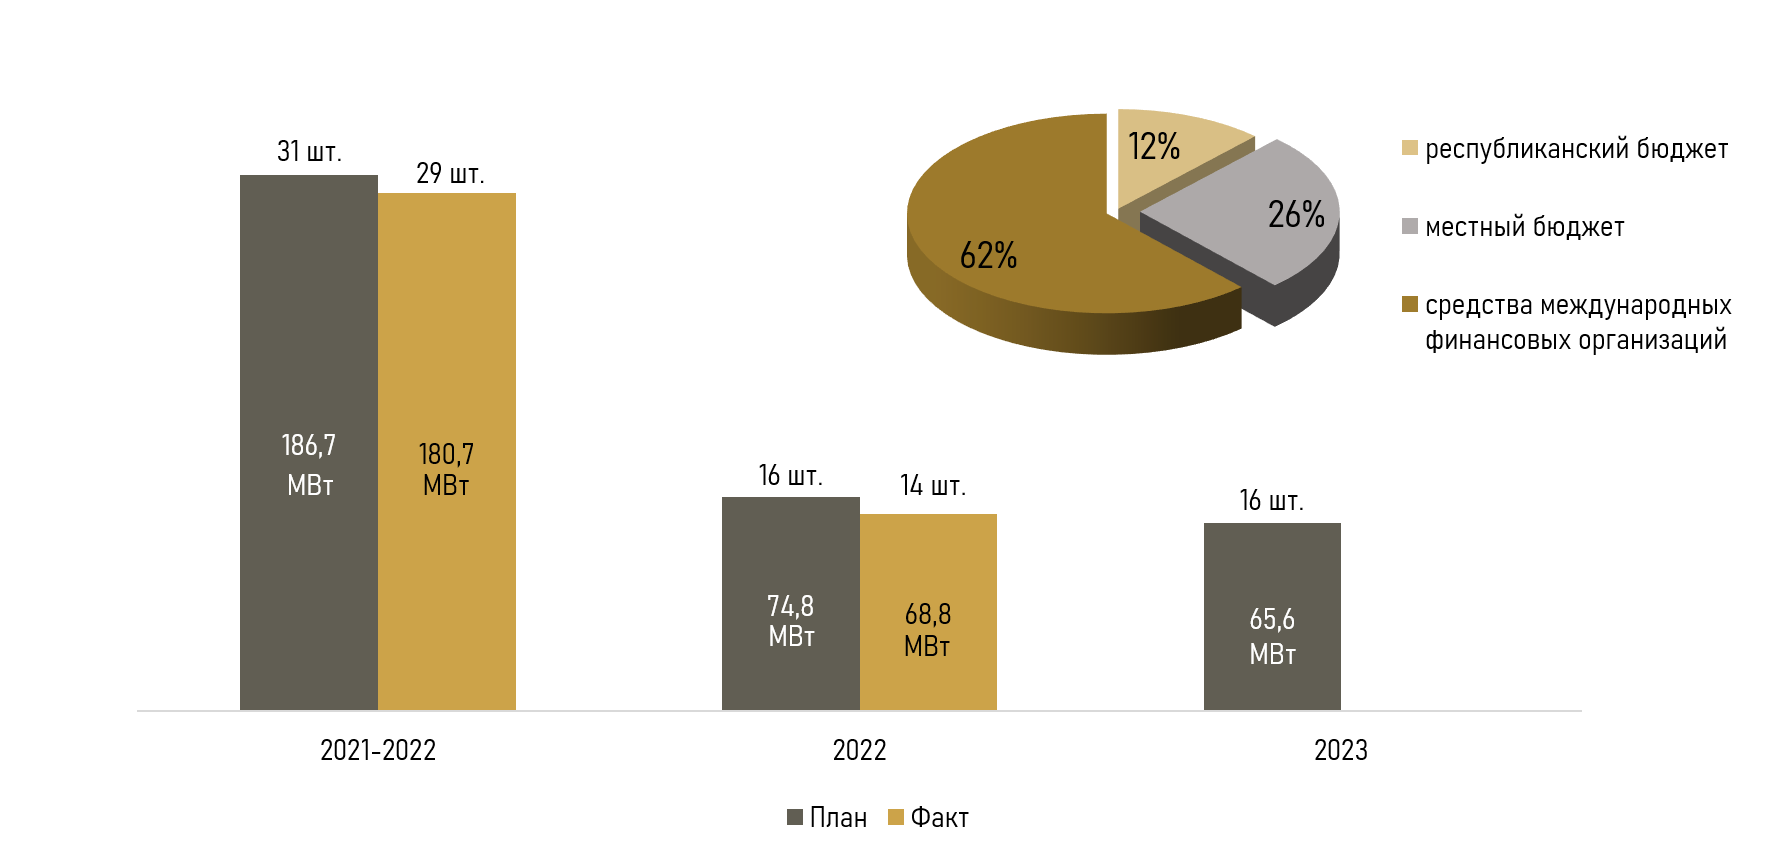 31 шт.
29 шт.
186,7
МВт
180,7
МВт
16 шт.
14 шт.
74,8
МВт
68,8
МВт
16 шт.
65,6
МВт
2021-2022
2022
2023
План
Факт
12%
26%
62%
республиканский бюджет
местный бюджет
средства международных
финансовых организаций